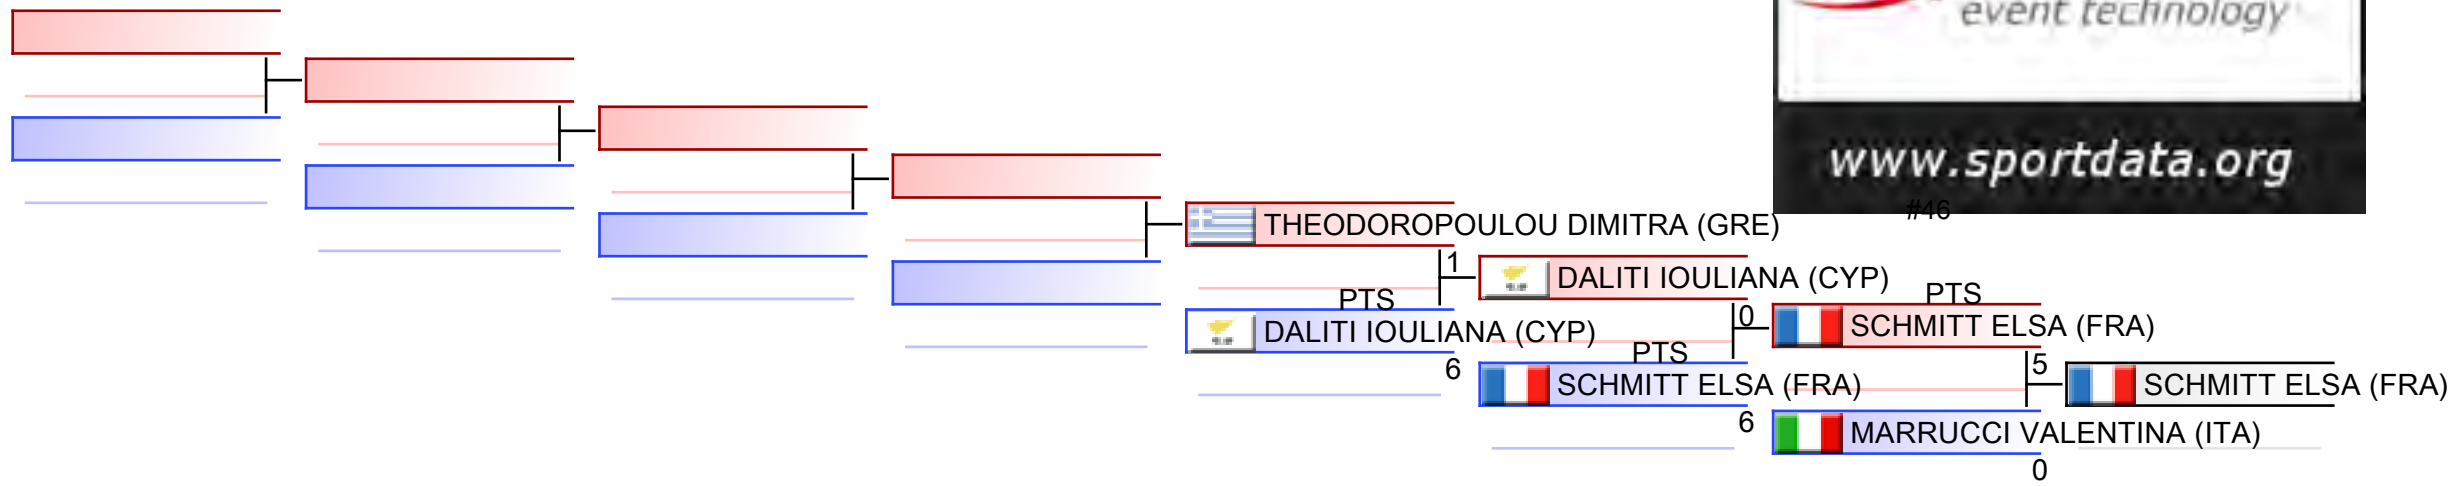 event technology
www.sportdata.org
#46
THEODOROPOULOU DIMITRA (GRE)
1
DALITI IOULIANA (CYP)
PTS
PTS
DALITI IOULIANA (CYP)
0
SCHMITT ELSA (FRA)
PTS
6
SCHMITT ELSA (FRA)
5
SCHMITT ELSA (FRA)
6
MARRUCCI VALENTINA (ITA)
0